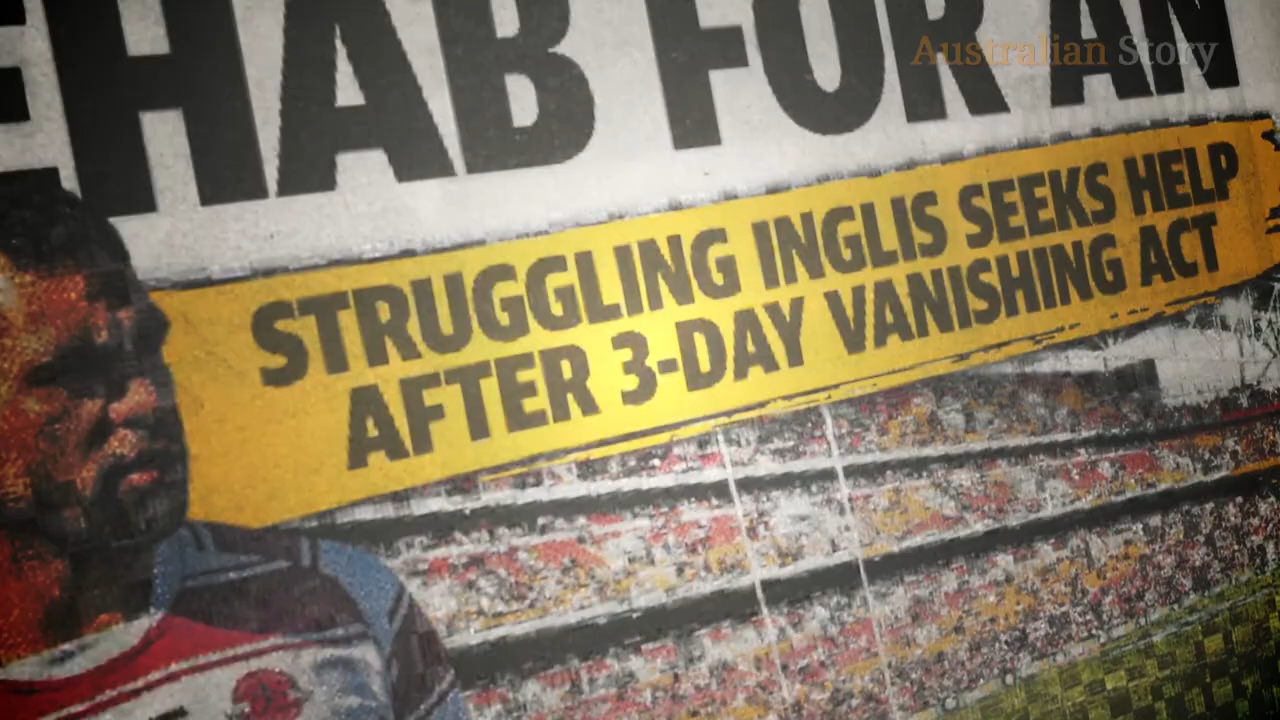 EHAB FOR AN
Australian Story
STRUGGLING INGLIS SEEKS HELP
AFTER 3-DAY VANISHING ACT